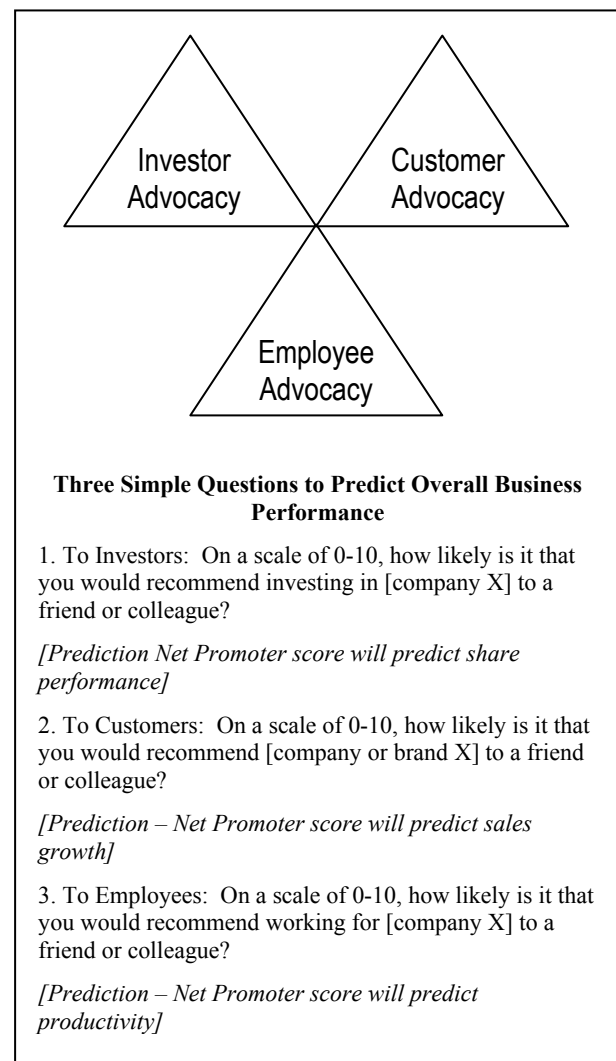 Investor
Advocacy
Customer
Advocacy
Employee
Advocacy
Three Simple Questions to Predict Overall Business
Performance
1. To Investors:  On a scale of 0-10, how likely is it that
you would recommend investing in [company X] to a
friend or colleague?
[Prediction Net Promoter score will predict share
performance]
2. To Customers:  On a scale of 0-10, how likely is it that
you would recommend [company or brand X] to a friend
or colleague?
[Prediction – Net Promoter score will predict sales
growth]
3. To Employees:  On a scale of 0-10, how likely is it that
you would recommend working for [company X] to a
friend or colleague?
[Prediction – Net Promoter score will predict
productivity]